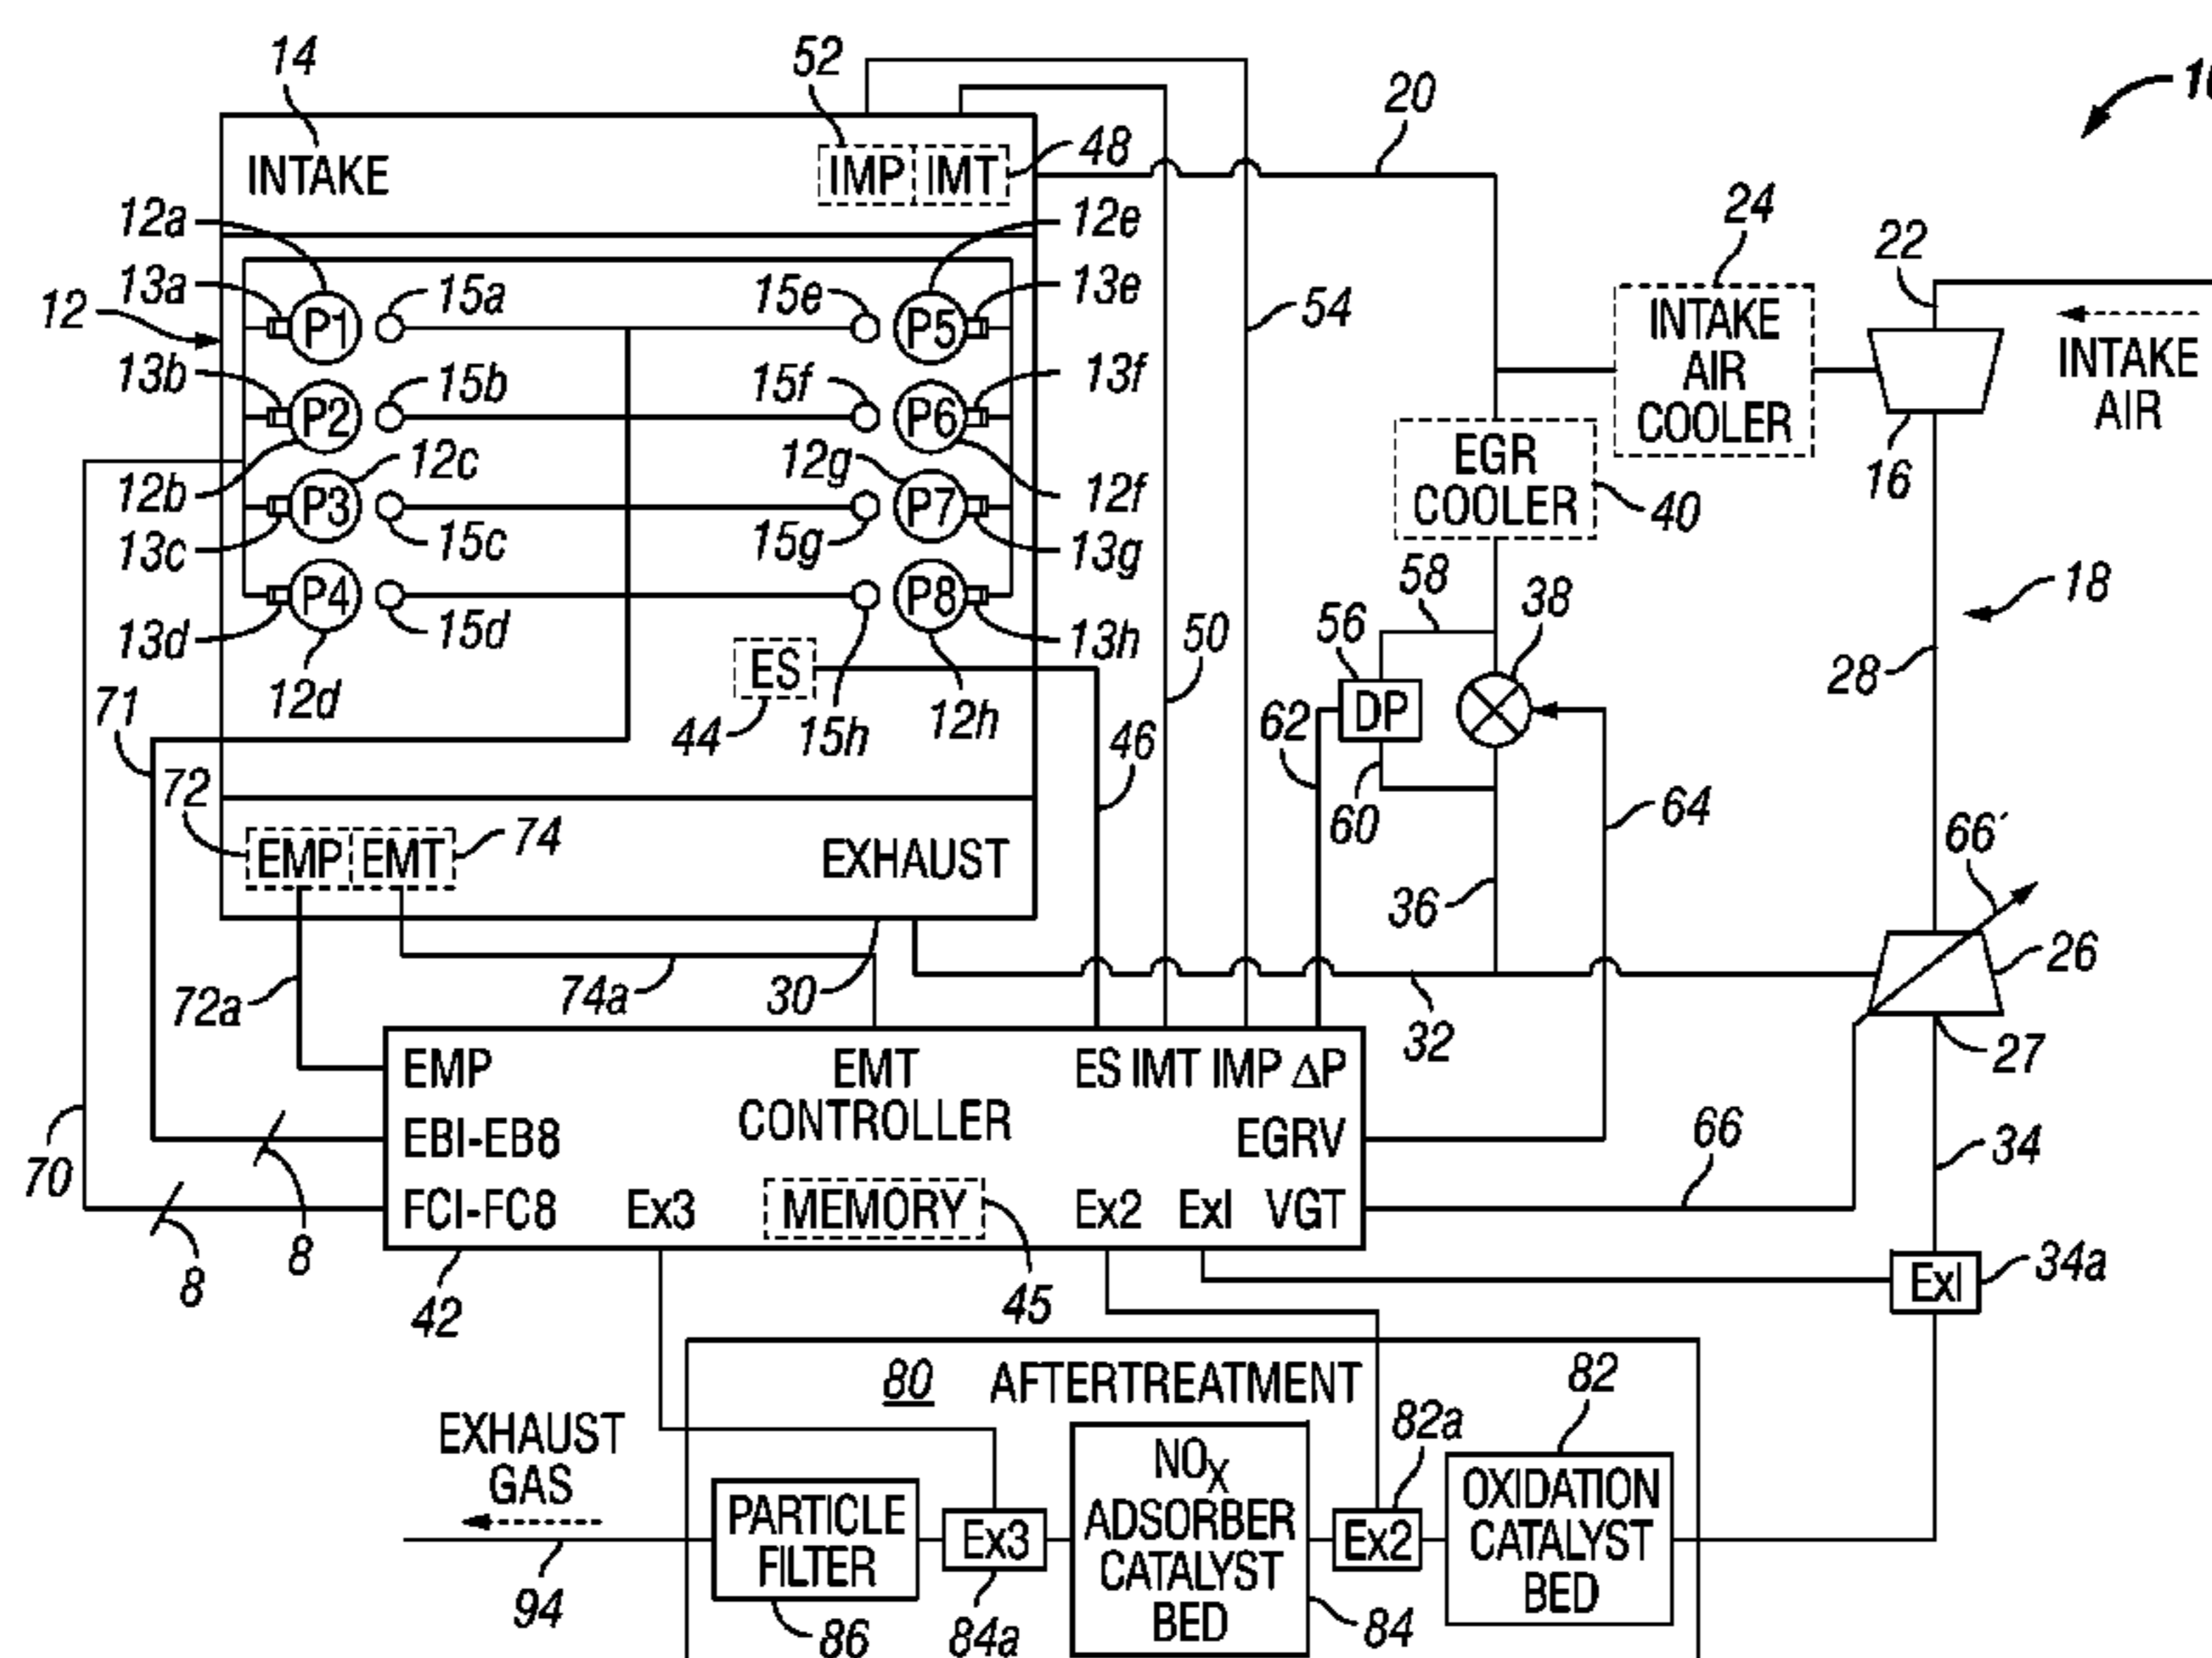 14
52
20
10
INTAKE
IMP
IMT
48
12a
12e
24
22
13a
15a
15e
13e
12
P1
P5
54
INTAKE
AIR
COOLER
INTAKE
AIR
13b
15b
15f
13f
P2
P6
16
12b
12c
12g
12f
EGR
COOLER
40
P3
P7
13c
15c
15g
13g
58
38
18
P4
P8
13d
15d
13h
56
50
28
ES
12d
44
15h
12h
DP
71
46
62
72
60
64
66´
EMP
EMT
74
EXHAUST
36
26
72a
74a
30
32
27
EMP
EMT
CONTROLLER
ES
IMT
IMP
ΔP
EBI-EB8
EGRV
66
34
70
FCI-FC8
Ex3
MEMORY
Ex2
ExI
VGT
8
8
42
45
ExI
34a
80
AFTERTREATMENT
82
EXHAUST
GAS
82a
PARTICLE
FILTER
Ex3
NOX
ADSORBER
CATALYST
BED
Ex2
OXIDATION
CATALYST
BED
94
86
84a
84